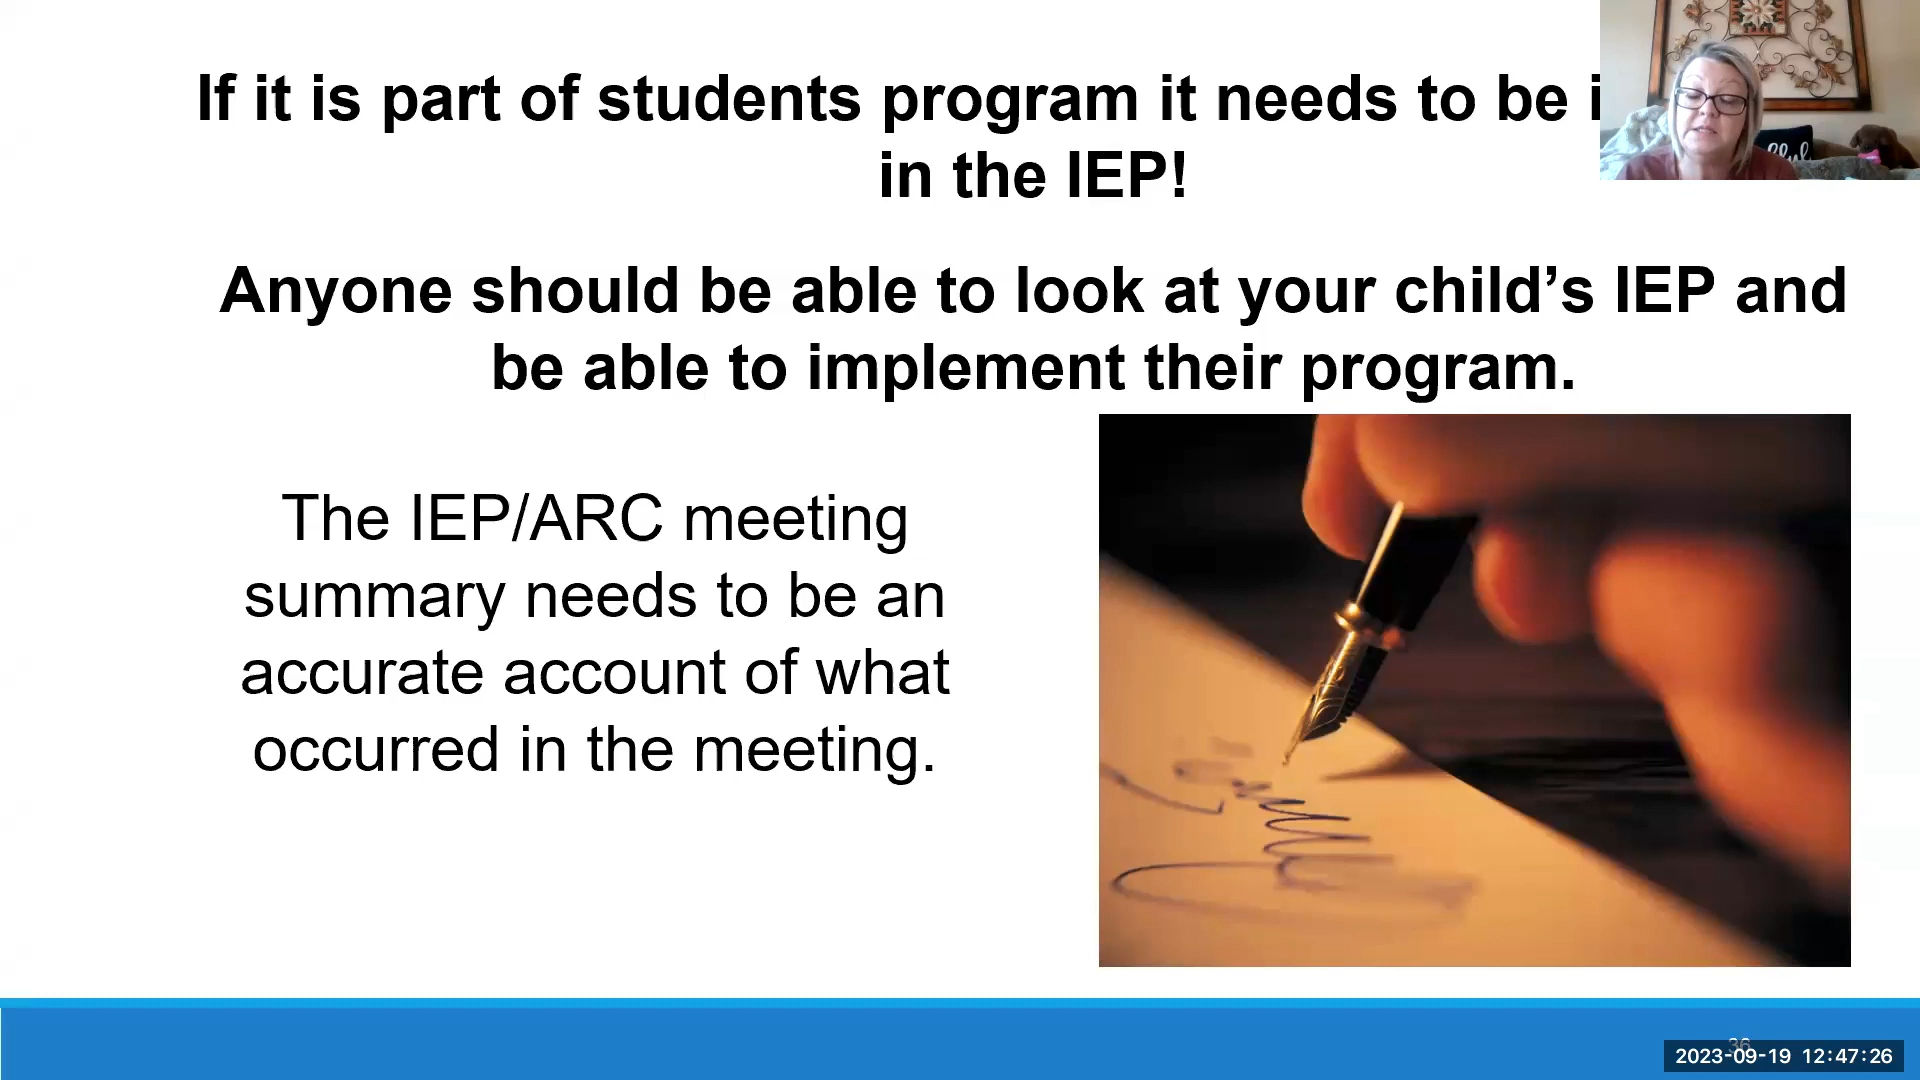 If it is part of students program it needs to be i
in the IEP!
Anyone should be able to look at your child’s IEP and
be able to implement their program.
The IEP/ARC meeting
summary needs to be an
accurate account of what
occurred in the meeting.
36
2023-09-19 12:47:26